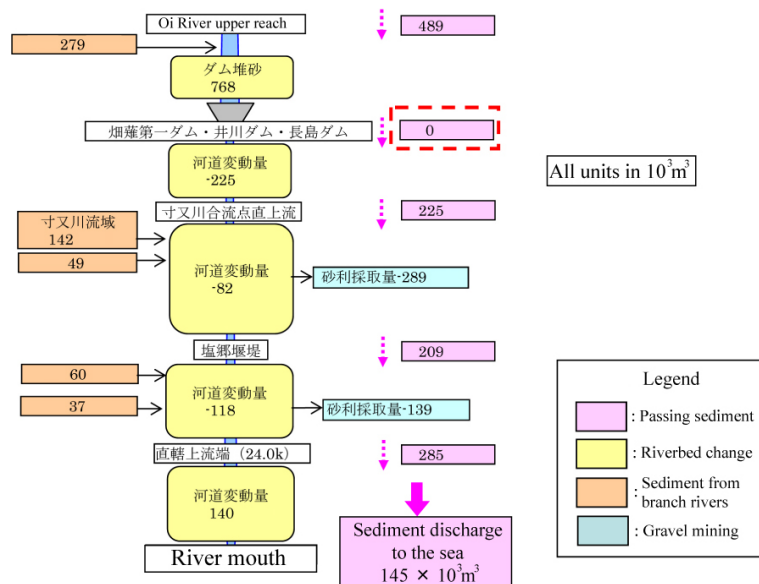 Oi River upper reach
489
279
ダム堆砂
768
畑薙第一ダム・井川ダム・長島ダム
0
河道変動量
-225
All units in 10³m³
寸又川合流点直上流
225
寸又川流域
142
49
河道変動量
-82
砂利採取量-289
塩郷堰堤
209
60
37
河道変動量
-118
砂利採取量-139
直轄上流端（24.0k）
285
河道変動量
140
River mouth
Sediment discharge
to the sea
145 × 10³m³
Legend
: Passing sediment
: Riverbed change
: Sediment from
branch rivers
: Gravel mining